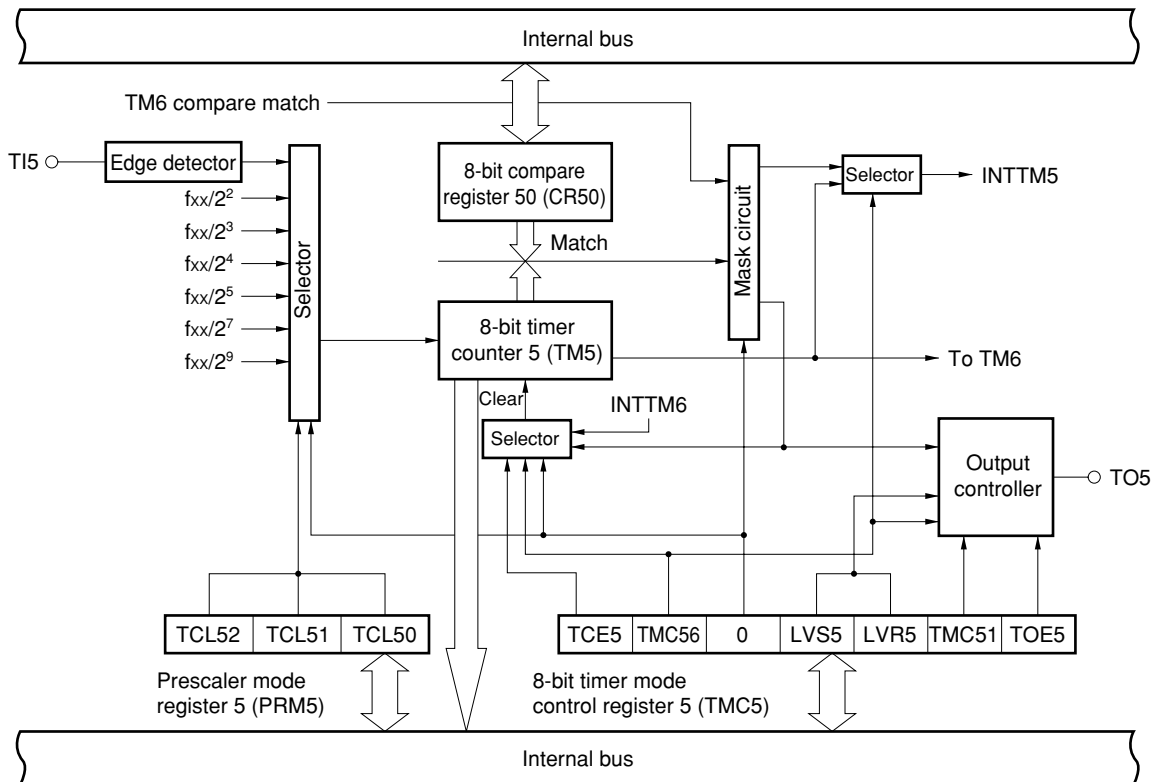 Internal bus
TM6 compare match
TI5
Edge detector
8-bit compare
register 50 (CR50)
Mask circuit
Selector
INTTM5
fxx/2²
fxx/2³
fxx/2⁴
fxx/2⁵
fxx/2⁷
fxx/2⁹
Selector
Match
8-bit timer
counter 5 (TM5)
To TM6
Clear
INTTM6
Selector
Output
controller
TO5
TCL52 TCL51 TCL50
TCE5 TMC56 0 LVS5 LVR5 TMC51 TOE5
Prescaler mode
register 5 (PRM5)
8-bit timer mode
control register 5 (TMC5)
Internal bus